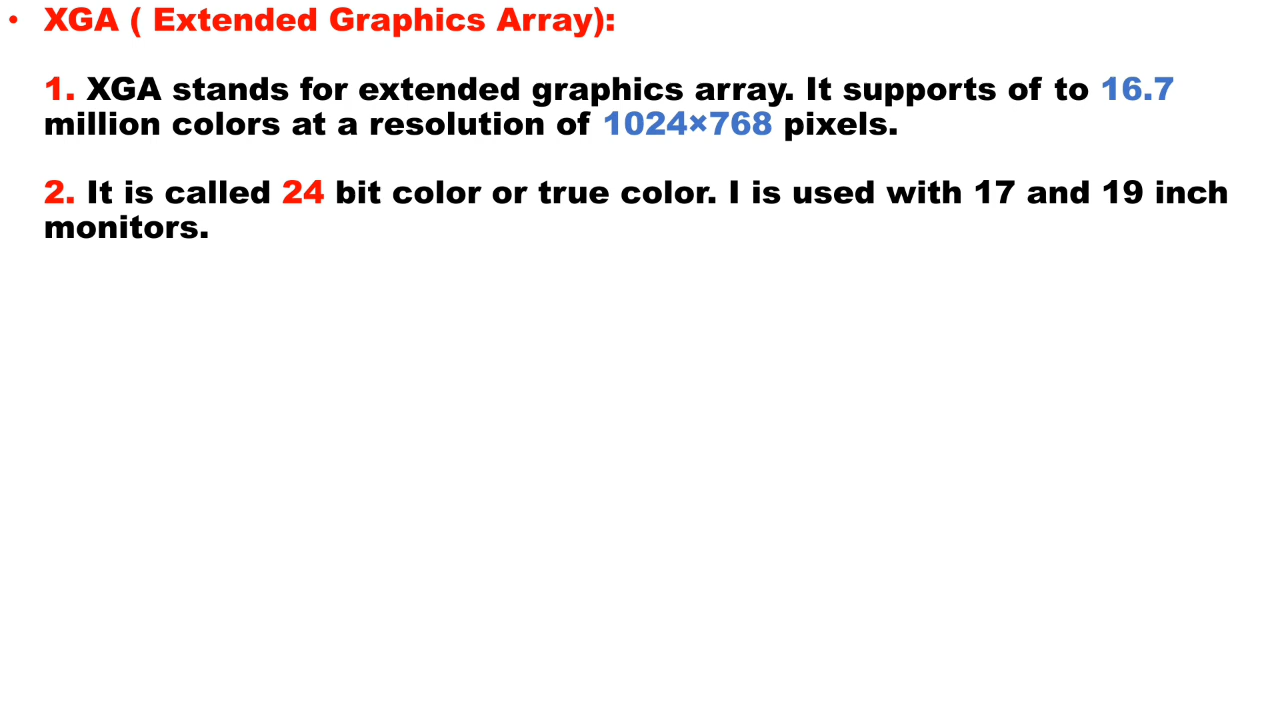 • XGA ( Extended Graphics Array):
1. XGA stands for extended graphics array. It supports of to 16.7
million colors at a resolution of 1024×768 pixels.
2. It is called 24 bit color or true color. I is used with 17 and 19 inch
monitors.